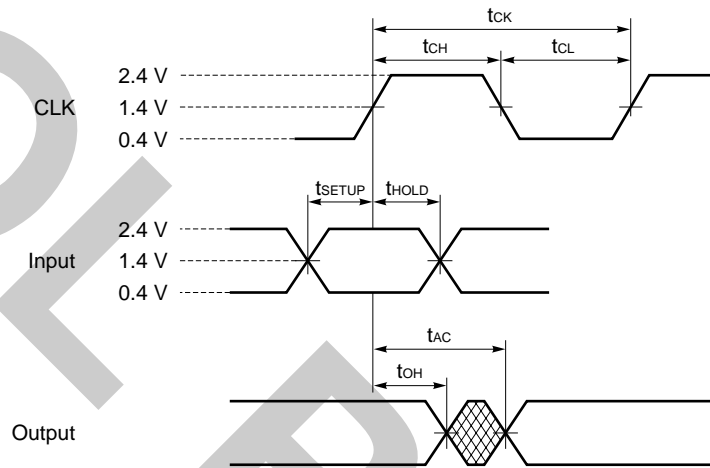 tCK
tCH tCL
2.4 V
CLK 1.4 V
0.4 V
tSETUP tHOLD
2.4 V
Input 1.4 V
0.4 V
tAC
tOH
Output